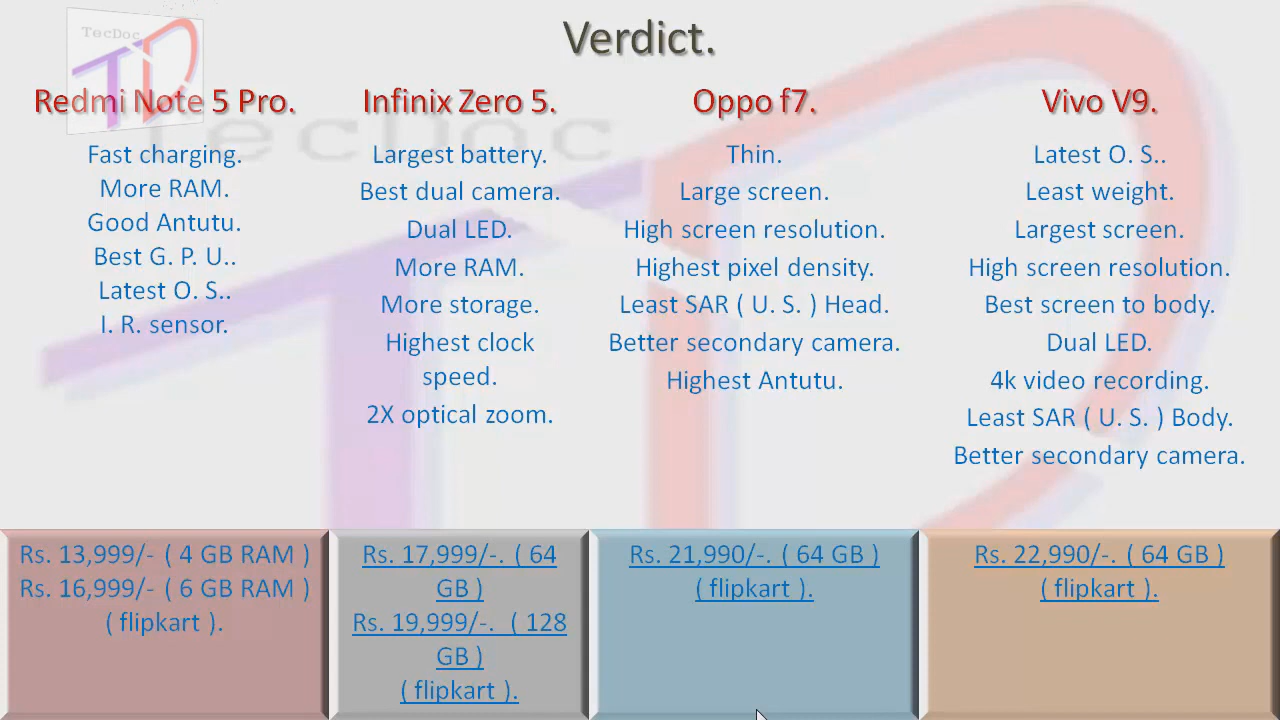 TecDoc
Verdict.
Redmi Note 5 Pro.
Fast charging.
More RAM.
Good Antutu.
Best G. P. U..
Latest O. S..
I. R. sensor.
Rs. 13,999/- ( 4 GB RAM )
Rs. 16,999/- ( 6 GB RAM )
( flipkart ).
Infinix Zero 5.
Largest battery.
Best dual camera.
Dual LED.
More RAM.
More storage.
Highest clock
speed.
2X optical zoom.
Rs. 17,999/-. ( 64
GB )
Rs. 19,999/-. ( 128
GB )
( flipkart ).
Oppo f7.
Thin.
Large screen.
High screen resolution.
Highest pixel density.
Least SAR ( U. S. ) Head.
Better secondary camera.
Highest Antutu.
Rs. 21,990/-. ( 64 GB )
( flipkart ).
Vivo V9.
Latest O. S..
Least weight.
Largest screen.
High screen resolution.
Best screen to body.
Dual LED.
4k video recording.
Least SAR ( U. S. ) Body.
Better secondary camera.
Rs. 22,990/-. ( 64 GB )
( flipkart ).
TecDoc